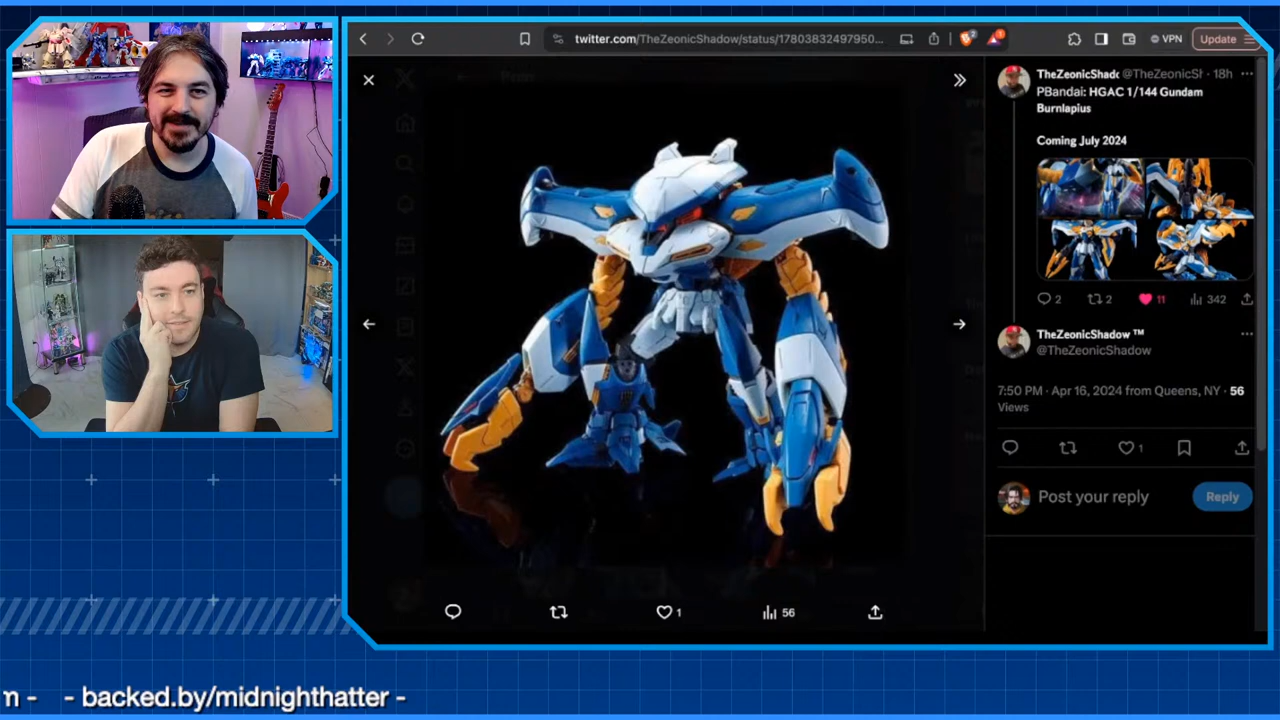 twitter.com/TheZeonicShadow/status/17803832497950...
VPN
Update
TheZeonicShadc @TheZeonicSh · 18h
PBandai: HGAC 1/144 Gundam
Burnlapius
Coming July 2024
2
2
11
342
TheZeonicShadow ™
@TheZeonicShadow
7:50 PM · Apr 16, 2024 from Queens, NY · 56
Views
1
Post your reply
Reply
1
56
m - - backed.by/midnighthatter -